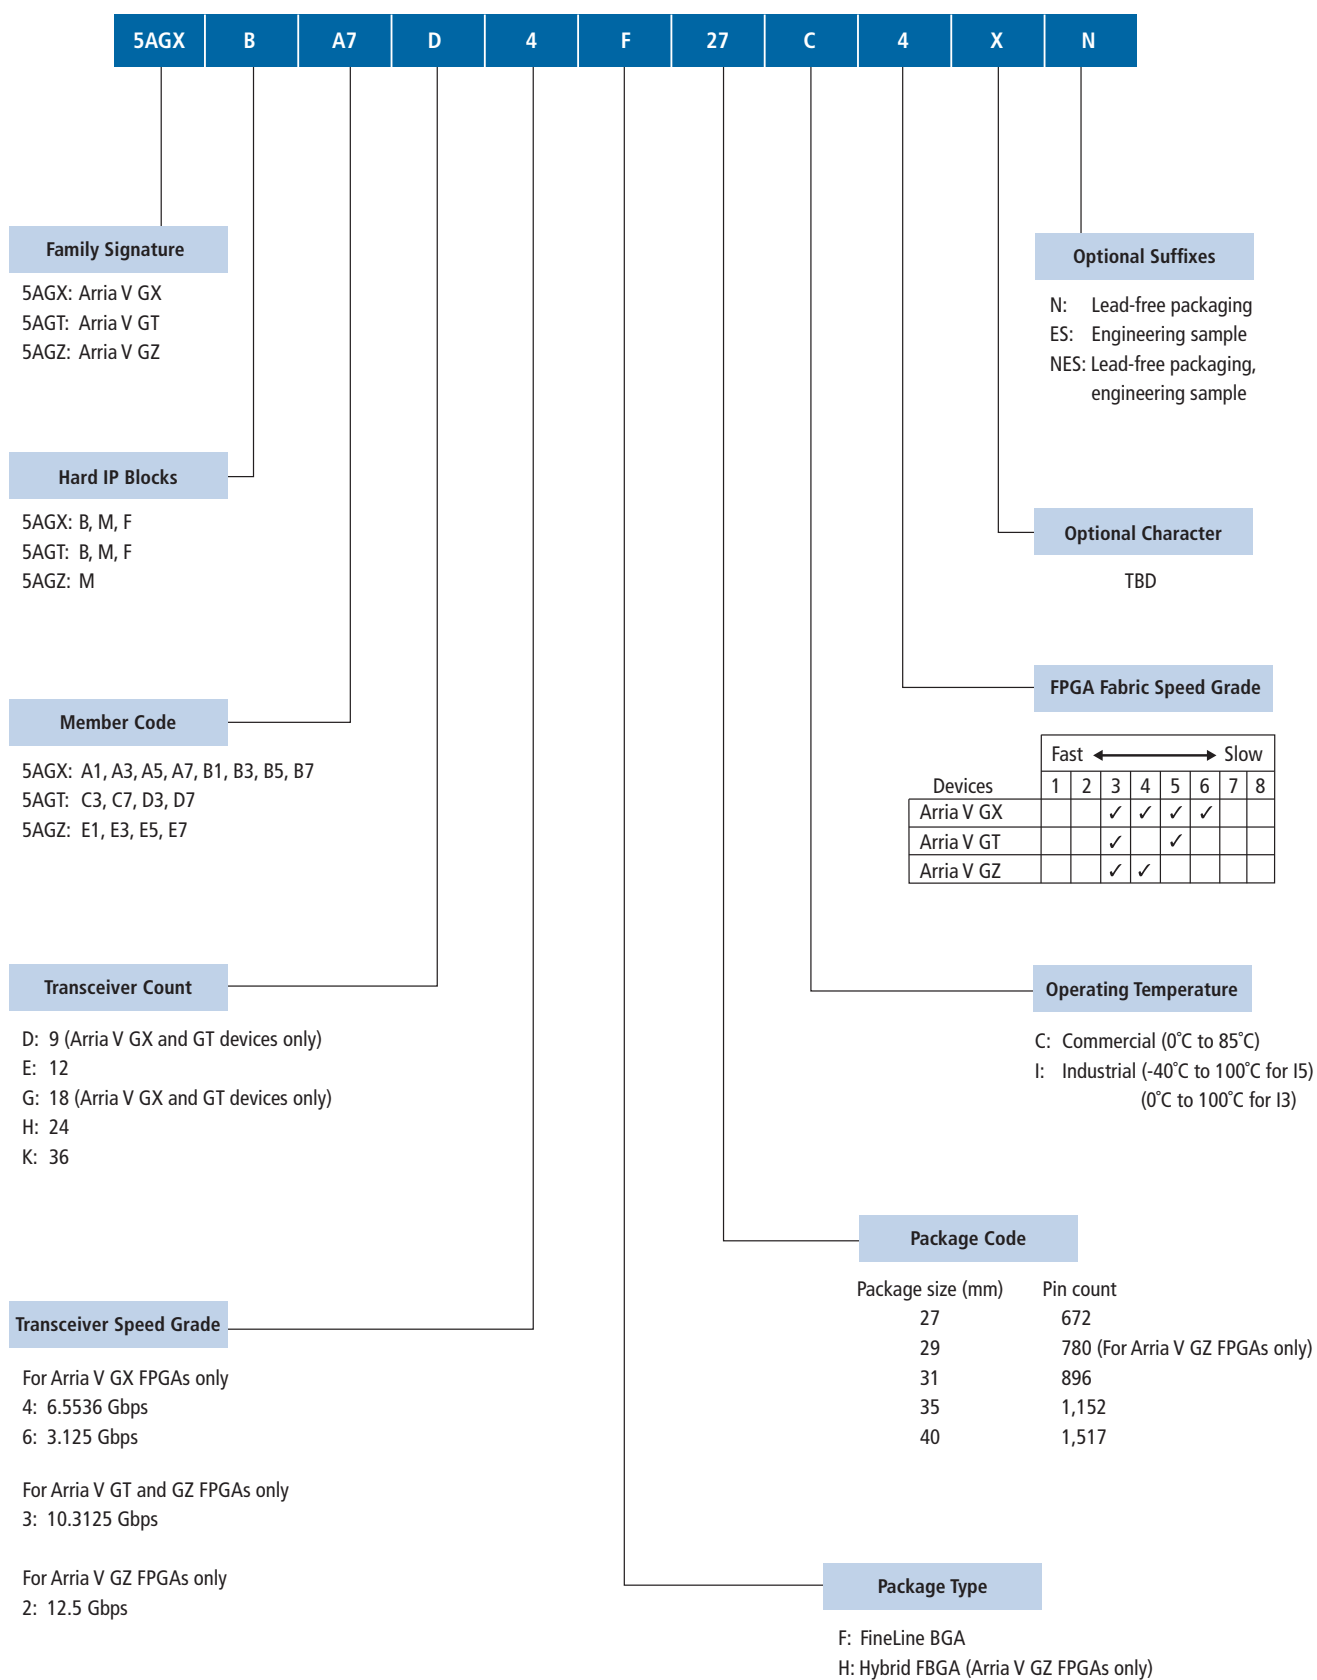 5AGX B A7 D 4 F 27 C 4 X N
Family Signature
5AGX: Arria V GX
5AGT: Arria V GT
5AGZ: Arria V GZ
Hard IP Blocks
5AGX: B, M, F
5AGT: B, M, F
5AGZ: M
Member Code
5AGX: A1, A3, A5, A7, B1, B3, B5, B7
5AGT: C3, C7, D3, D7
5AGZ: E1, E3, E5, E7
Transceiver Count
D: 9 (Arria V GX and GT devices only)
E: 12
G: 18 (Arria V GX and GT devices only)
H: 24
K: 36
Transceiver Speed Grade
For Arria V GX FPGAs only
4: 6.5536 Gbps
6: 3.125 Gbps
For Arria V GT and GZ FPGAs only
3: 10.3125 Gbps
For Arria V GZ FPGAs only
2: 12.5 Gbps
Optional Suffixes
N: Lead-free packaging
ES: Engineering sample
NES: Lead-free packaging,
engineering sample
Optional Character
TBD
FPGA Fabric Speed Grade
Fast Slow
Devices 1 2 3 4 5 6 7 8
Arria V GX ✓ ✓ ✓ ✓
Arria V GT ✓ ✓
Arria V GZ ✓ ✓
Operating Temperature
C: Commercial (0˚C to 85˚C)
I: Industrial (-40˚C to 100˚C for I5)
(0˚C to 100˚C for I3)
Package Code
Package size (mm) Pin count
27 672
29 780 (For Arria V GZ FPGAs only)
31 896
35 1,152
40 1,517
Package Type
F: FineLine BGA
H: Hybrid FBGA (Arria V GZ FPGAs only)